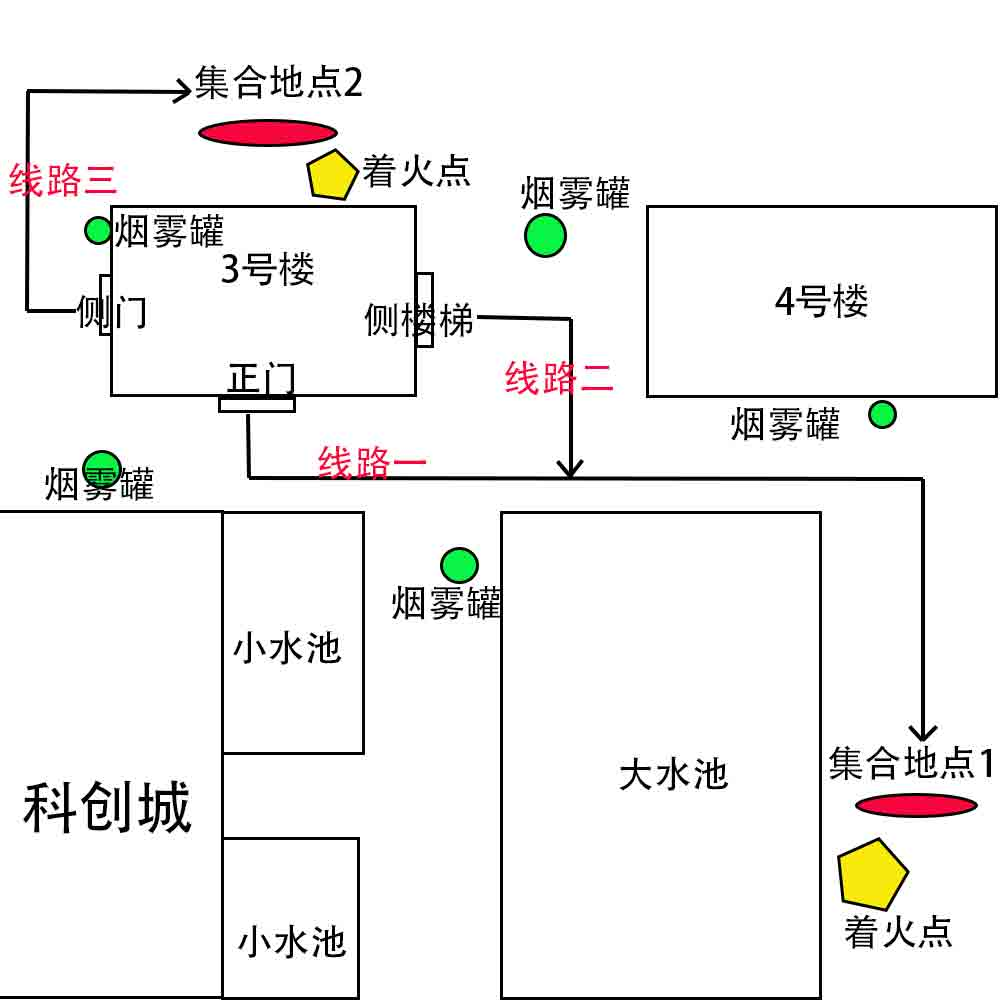 集合地点2
着火点
线路三
烟雾罐
烟雾罐
3号楼
侧门
侧楼梯
4号楼
正门
线路二
烟雾罐
线路一
烟雾罐
烟雾罐
小水池
大水池
集合地点1
科创城
小水池
着火点